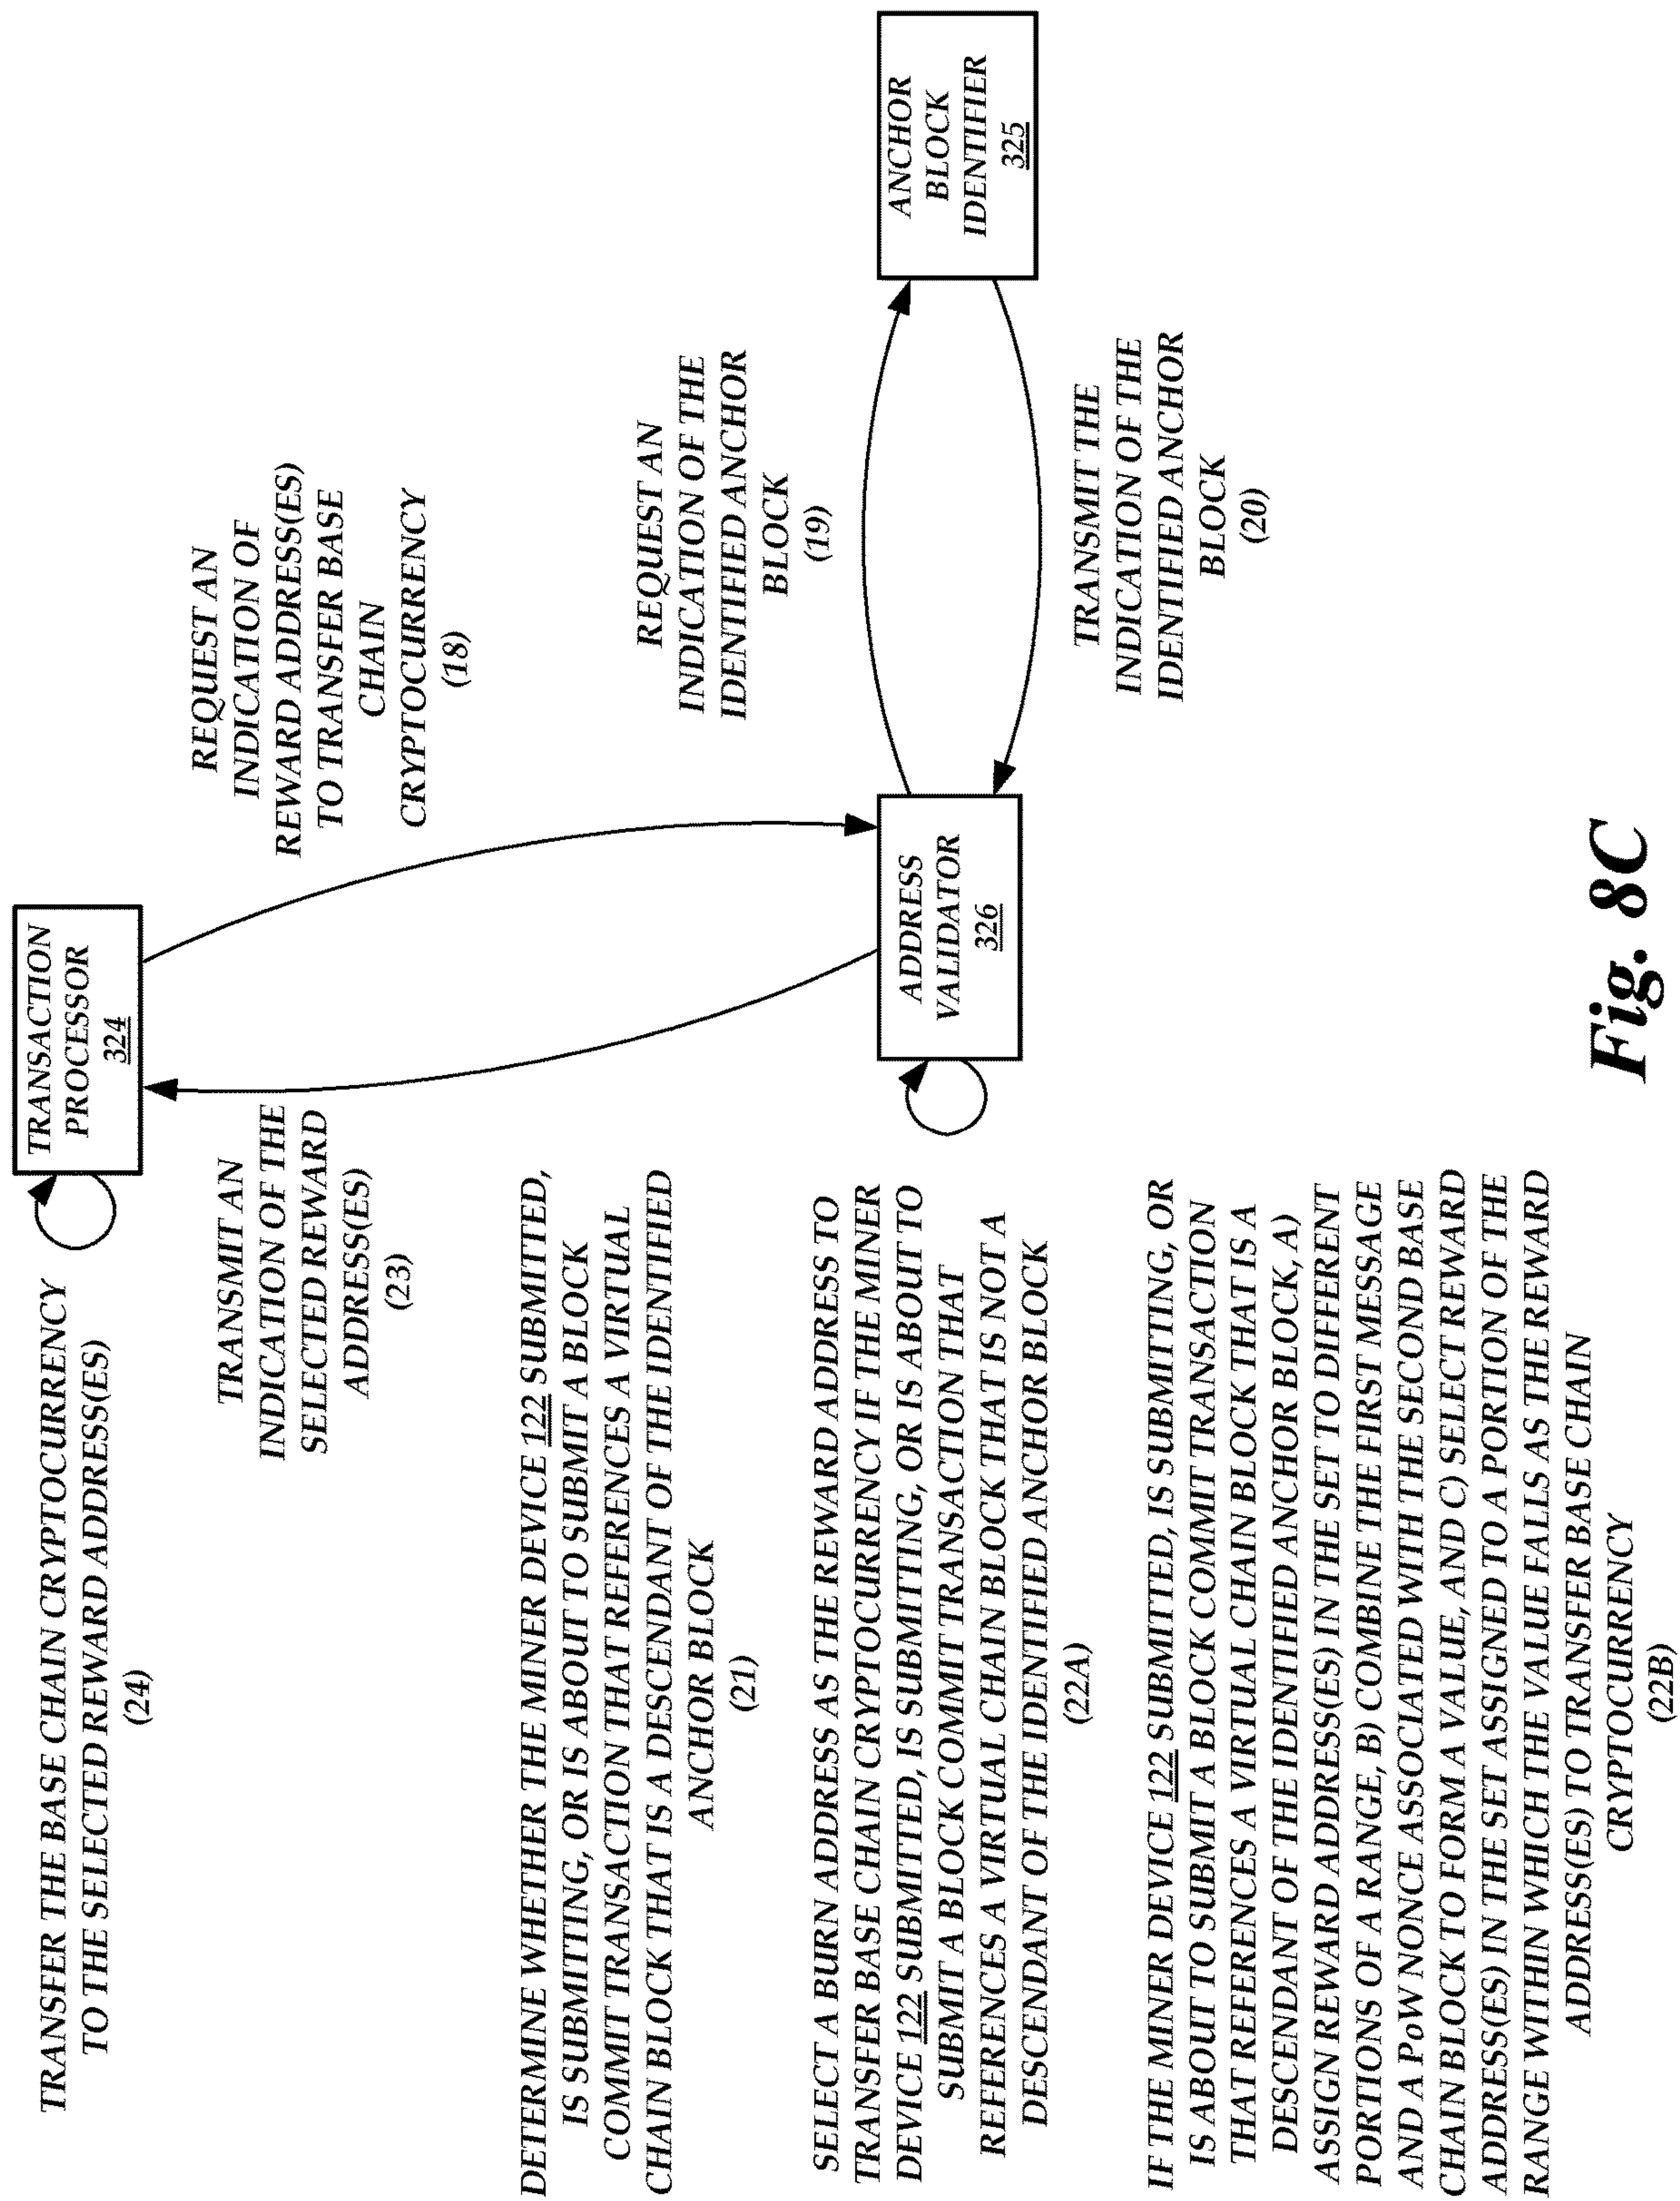 TRANSFER THE BASE CHAIN CRYPTOCURRENCY
TO THE SELECTED REWARD ADDRESS(ES)
(24)
TRANSACTION
PROCESSOR
324
TRANSMIT AN
INDICATION OF THE
SELECTED REWARD
ADDRESS(ES)
(23)
REQUEST AN
INDICATION OF
REWARD ADDRESS(ES)
TO TRANSFER BASE
CHAIN
CRYPTOCURRENCY
(18)
DETERMINE WHETHER THE MINER DEVICE 122 SUBMITTED,
IS SUBMITTING, OR IS ABOUT TO SUBMIT A BLOCK
COMMIT TRANSACTION THAT REFERENCES A VIRTUAL
CHAIN BLOCK THAT IS A DESCENDANT OF THE IDENTIFIED
ANCHOR BLOCK
(21)
REQUEST AN
INDICATION OF THE
IDENTIFIED ANCHOR
BLOCK
(19)
SELECT A BURN ADDRESS AS THE REWARD ADDRESS TO
TRANSFER BASE CHAIN CRYPTOCURRENCY IF THE MINER
DEVICE 122 SUBMITTED, IS SUBMITTING, OR IS ABOUT TO
SUBMIT A BLOCK COMMIT TRANSACTION THAT
REFERENCES A VIRTUAL CHAIN BLOCK THAT IS NOT A
DESCENDANT OF THE IDENTIFIED ANCHOR BLOCK
(22A)
ADDRESS
VALIDATOR
326
ANCHOR
BLOCK
IDENTIFIER
325
TRANSMIT THE
INDICATION OF THE
IDENTIFIED ANCHOR
BLOCK
(20)
IF THE MINER DEVICE 122 SUBMITTED, IS SUBMITTING, OR
IS ABOUT TO SUBMIT A BLOCK COMMIT TRANSACTION
THAT REFERENCES A VIRTUAL CHAIN BLOCK THAT IS A
DESCENDANT OF THE IDENTIFIED ANCHOR BLOCK, A)
ASSIGN REWARD ADDRESS(ES) IN THE SET TO DIFFERENT
PORTIONS OF A RANGE, B) COMBINE THE FIRST MESSAGE
AND A PoW NONCE ASSOCIATED WITH THE SECOND BASE
CHAIN BLOCK TO FORM A VALUE, AND C) SELECT REWARD
ADDRESS(ES) IN THE SET ASSIGNED TO A PORTION OF THE
RANGE WITHIN WHICH THE VALUE FALLS AS THE REWARD
ADDRESS(ES) TO TRANSFER BASE CHAIN
CRYPTOCURRENCY
(22B)
Fig. 8C